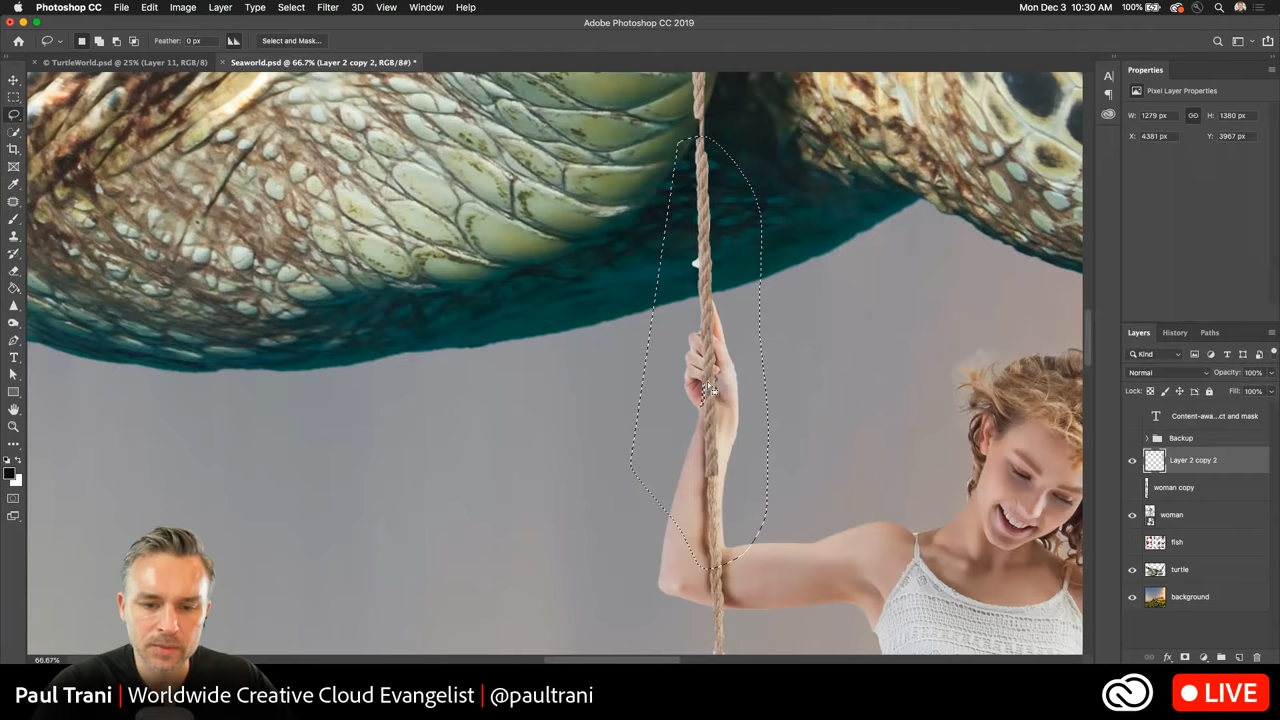 Photoshop CC File Edit Image Layer Type Select Filter 3D View Window Help Mon Dec 3 10:30 AM 100%
Adobe Photoshop CC 2019
Feather: 0 px Select and Mask...
TurtleWorld.psd @ 25% (Layer 11, RGB/8) Seaworld.psd @ 66.7% (Layer 2 copy 2, RGB/8#) *
Properties
Pixel Layer Properties
W: 1279 px H: 1380 px
X: 4381 px Y: 3967 px
Layers History Paths
Kind
Normal Opacity: 100%
Lock: Fill: 100%
Content-awa...ct and mask
Backup
Layer 2 copy 2
woman copy
woman
fish
turtle
background
66.67%
Paul Trani | Worldwide Creative Cloud Evangelist | @paultrani
LIVE